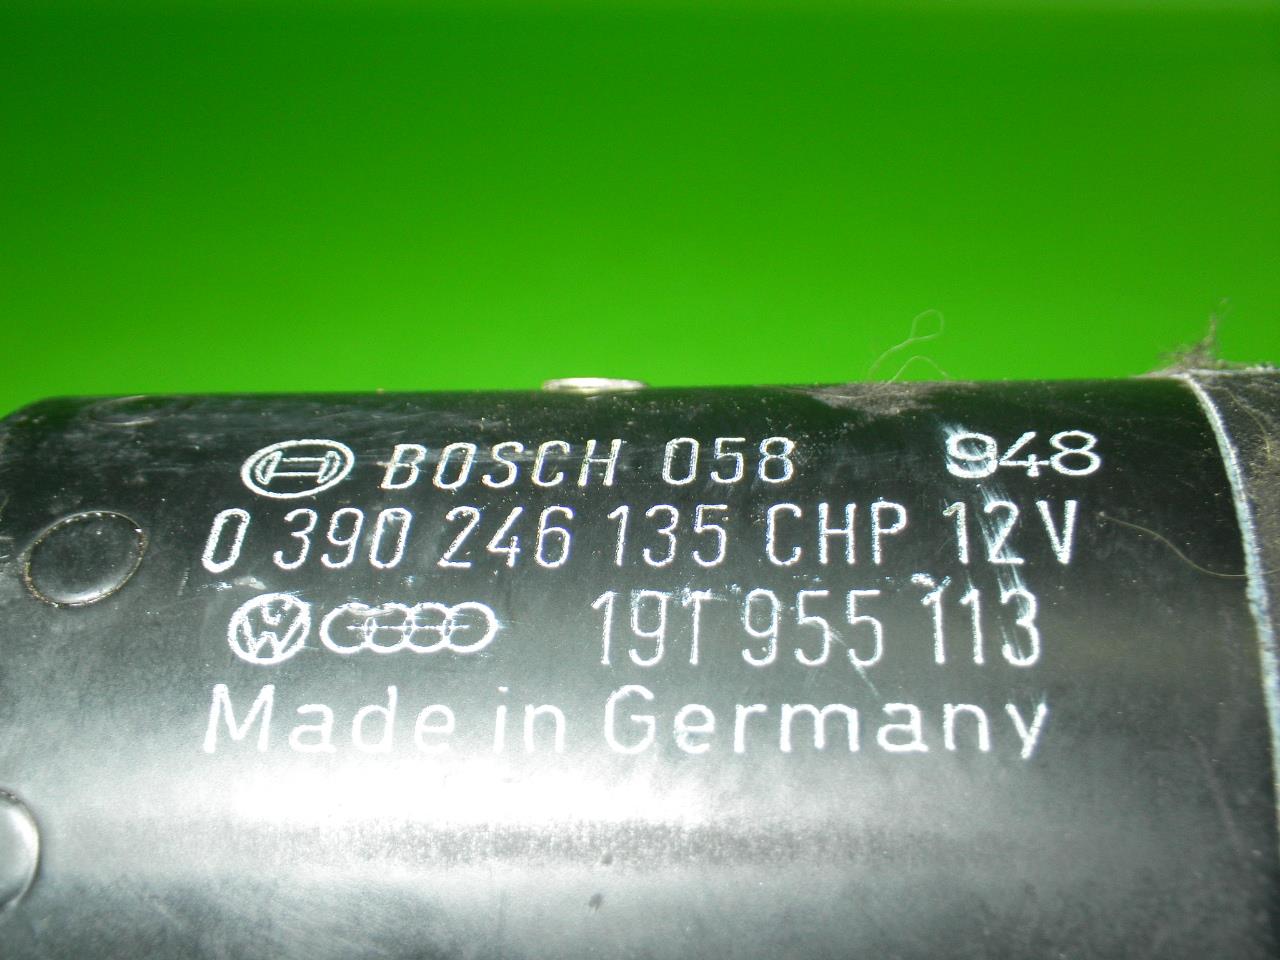 BOSCH 058 948
0 390 246 135 CHP 12V
19T 955 113
Made in Germany